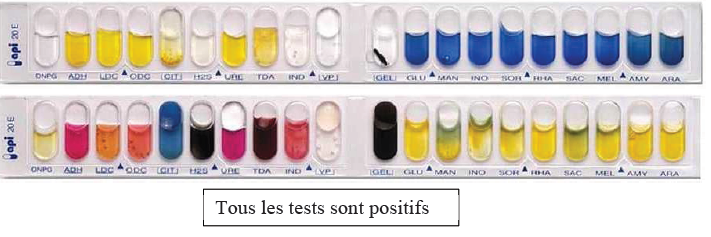 api 20 E
ONPG ADH LDC ODC |CIT| H2S URE TDA IND |VP| |GEL| GLU MAN INO SOR RHA SAC MEL AMY ARA
api 20 E
ONPG ADH LDC ODC |CIT| H2S URE TDA IND |VP| |GEL| GLU MAN INO SOR RHA SAC MEL AMY ARA
Tous les tests sont positifs